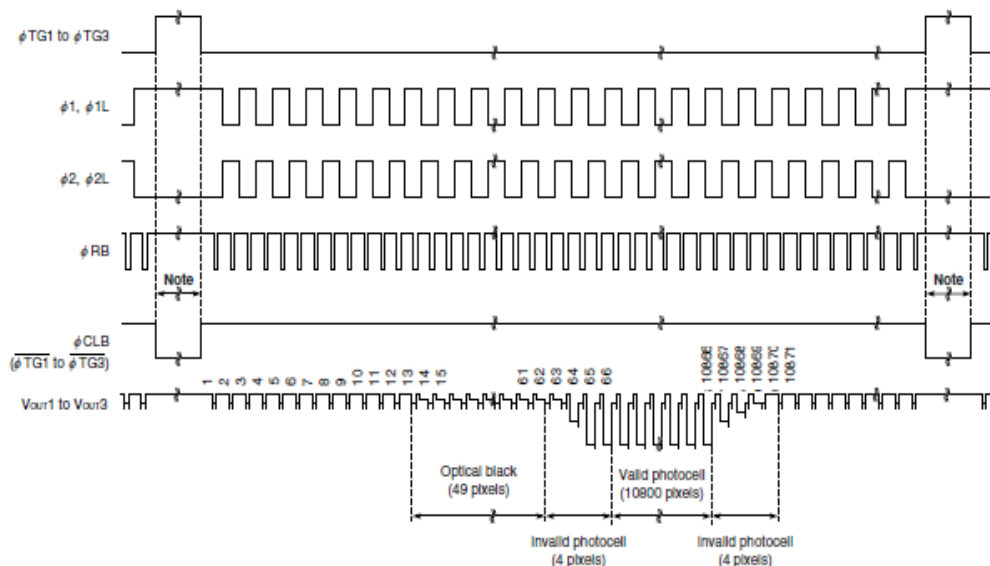 ϕTG1 to ϕTG3
ϕ1, ϕ1L
ϕ2, ϕ2L
ϕRB
Note
Note
ϕCLB
(ϕTG1 to ϕTG3)
1 2 3 4 5 6 7 8 9 10 11 12 13 14 15 61 62 63 64 65 66 10866 10867 10868 10869 10870 10871
VOUT1 to VOUT3
Optical black
(49 pixels)
Valid photocell
(10800 pixels)
Invalid photocell
(4 pixels)
Invalid photocell
(4 pixels)